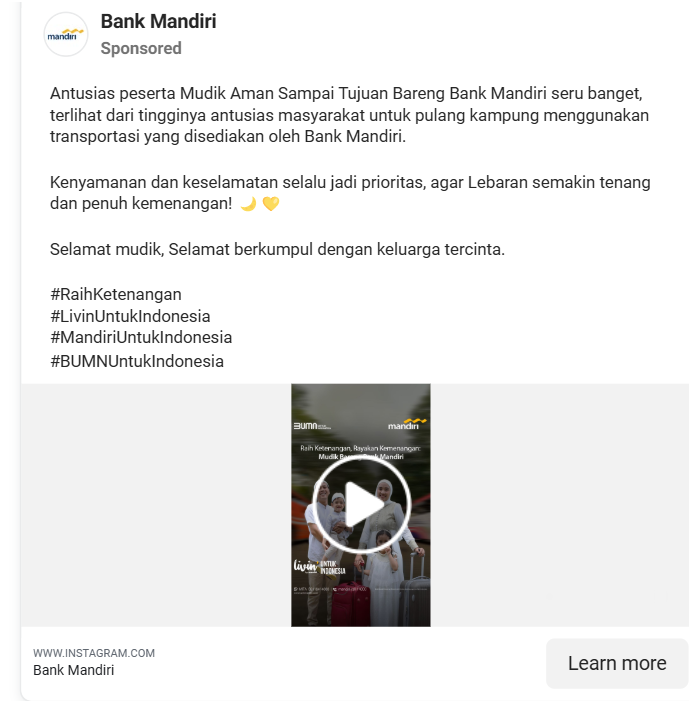 Bank Mandiri
mandiri
Sponsored
Antusias peserta Mudik Aman Sampai Tujuan Bareng Bank Mandiri seru banget,
terlihat dari tingginya antusias masyarakat untuk pulang kampung menggunakan
transportasi yang disediakan oleh Bank Mandiri.
Kenyamanan dan keselamatan selalu jadi prioritas, agar Lebaran semakin tenang
dan penuh kemenangan! 🌙 💛
Selamat mudik, Selamat berkumpul dengan keluarga tercinta.
#RaihKetenangan
#LivinUntukIndonesia
#MandiriUntukIndonesia
#BUMNUntukIndonesia
BUMN
mandiri
Raih Ketenangan, Rayakan Kemenangan:
Mudik Bareng Bank Mandiri
livin'
UNTUK
INDONESIA
WWW.INSTAGRAM.COM
Bank Mandiri
Learn more